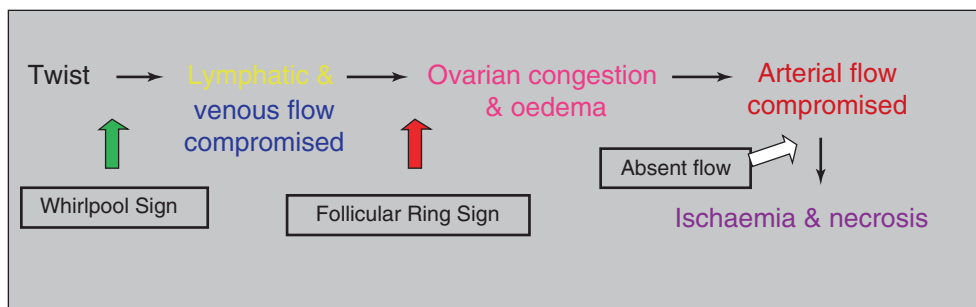 Twist
Lymphatic &
venous flow
compromised
Ovarian congestion
& oedema
Arterial flow
compromised
Absent flow
Whirlpool Sign
Follicular Ring Sign
Ischaemia & necrosis